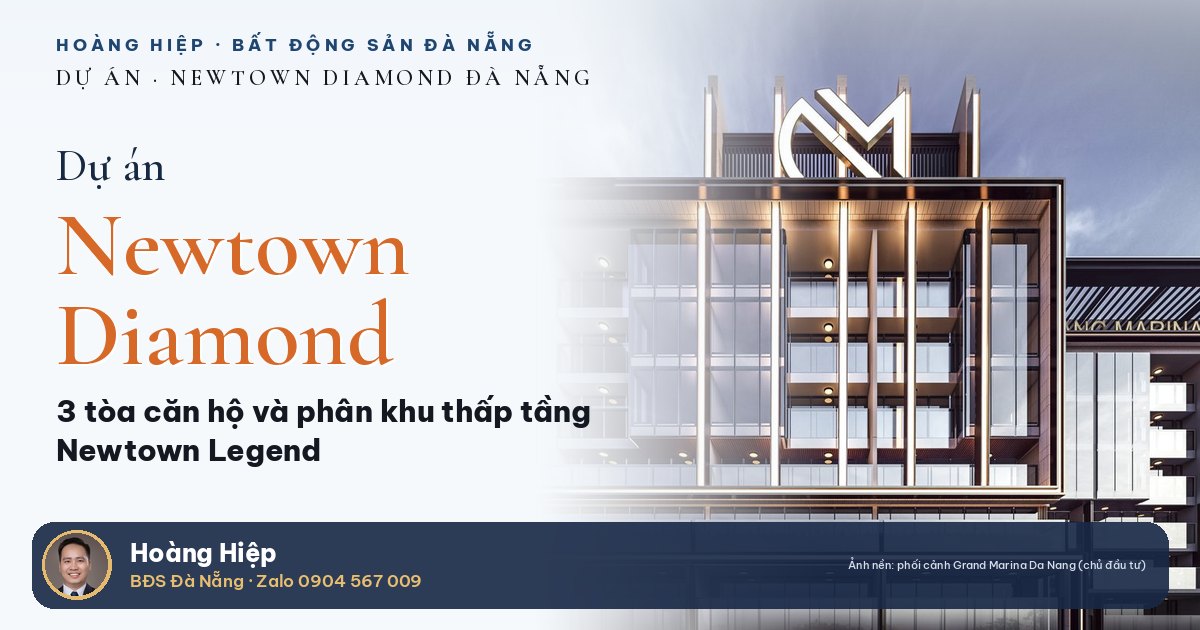 HOÀNG HIỆP · BẤT ĐỘNG SẢN ĐÀ NẴNG
DỰ ÁN · NEWTOWN DIAMOND ĐÀ NẴNG
Dự án
Newtown
Diamond
3 tòa căn hộ và phân khu thấp tầng
Newtown Legend
MARINA
Hoàng Hiệp
BĐS Đà Nẵng · Zalo 0904 567 009
Ảnh nền: phối cảnh Grand Marina Da Nang (chủ đầu tư)